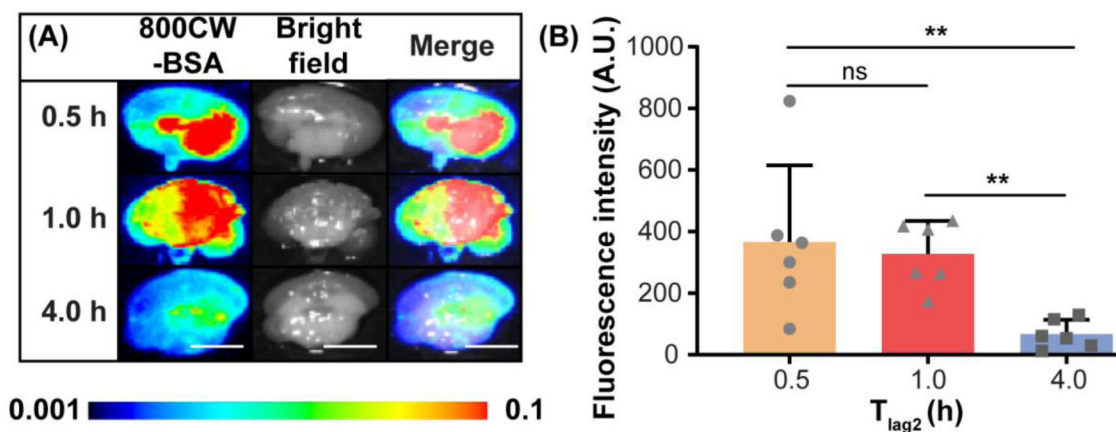 (A)
800CW
-BSA
Bright
field
Merge
0.5 h
1.0 h
4.0 h
0.001
0.1
(B)
Fluorescence intensity (A.U.)
1000
800
600
400
200
0
**
ns
**
0.5
1.0
4.0
Tlag2 (h)